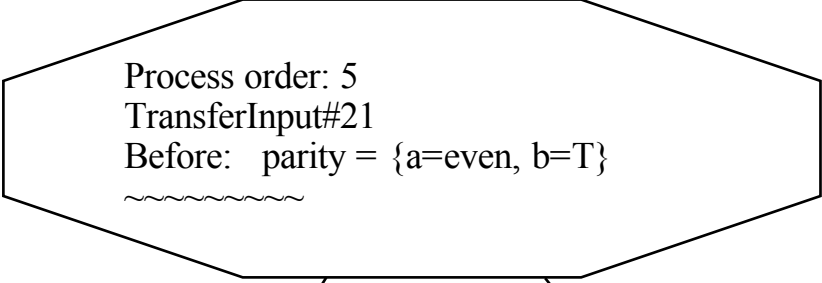 Process order: 5
TransferInput#21
Before:   parity = {a=even, b=T}
~~~~~~~~~